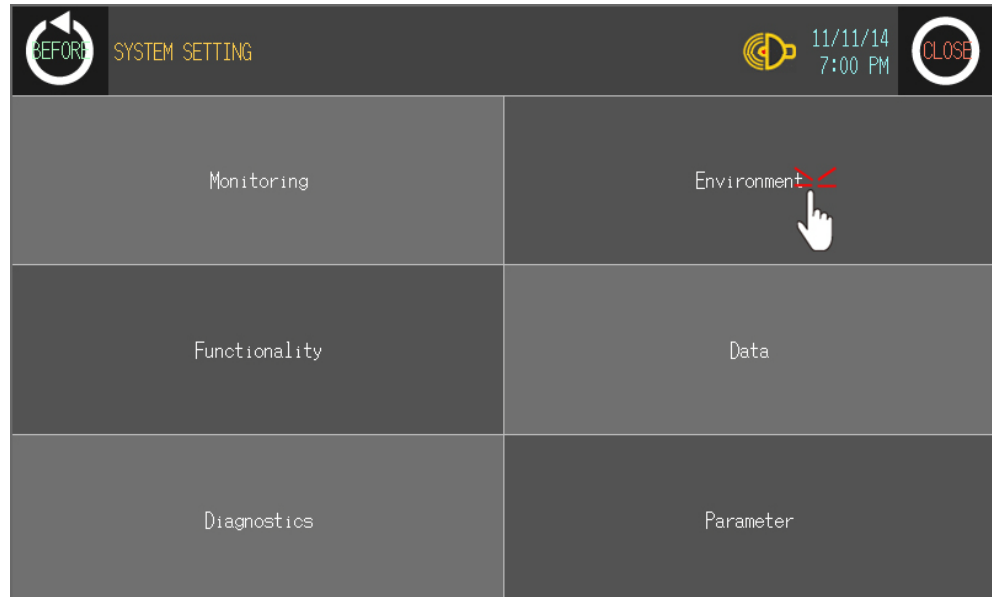 BEFORE
SYSTEM SETTING
11/11/14
7:00 PM
CLOSE
Monitoring
Environment
Functionality
Data
Diagnostics
Parameter